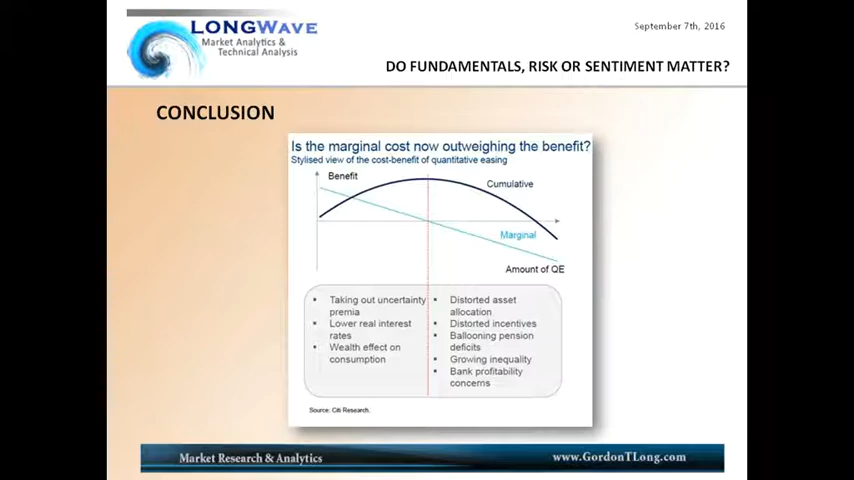 LONGWave
Market Analytics &
Technical Analysis
September 7th, 2016
DO FUNDAMENTALS, RISK OR SENTIMENT MATTER?
CONCLUSION
Is the marginal cost now outweighing the benefit?
Stylised view of the cost-benefit of quantitative easing
Benefit
Cumulative
Marginal
Amount of QE
▪ Taking out uncertainty
premia
▪ Lower real interest
rates
▪ Wealth effect on
consumption
▪ Distorted asset
allocation
▪ Distorted incentives
▪ Ballooning pension
deficits
▪ Growing inequality
▪ Bank profitability
concerns
Source: Citi Research.
Market Research & Analytics
www.GordonTLong.com